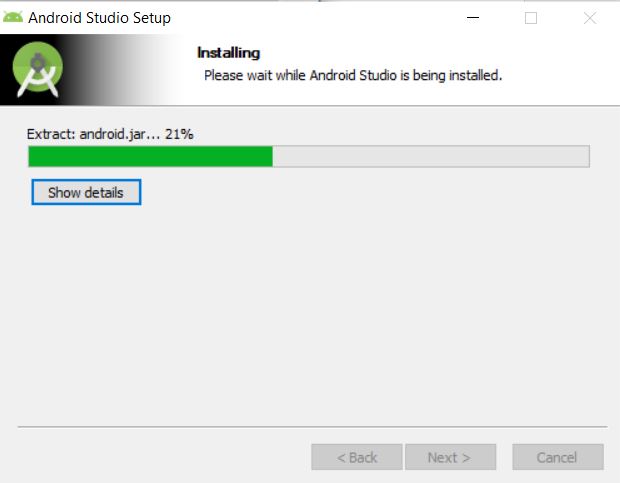 Android Studio Setup
Installing
Please wait while Android Studio is being installed.
Extract: android.jar... 21%
Show details
< Back
Next >
Cancel